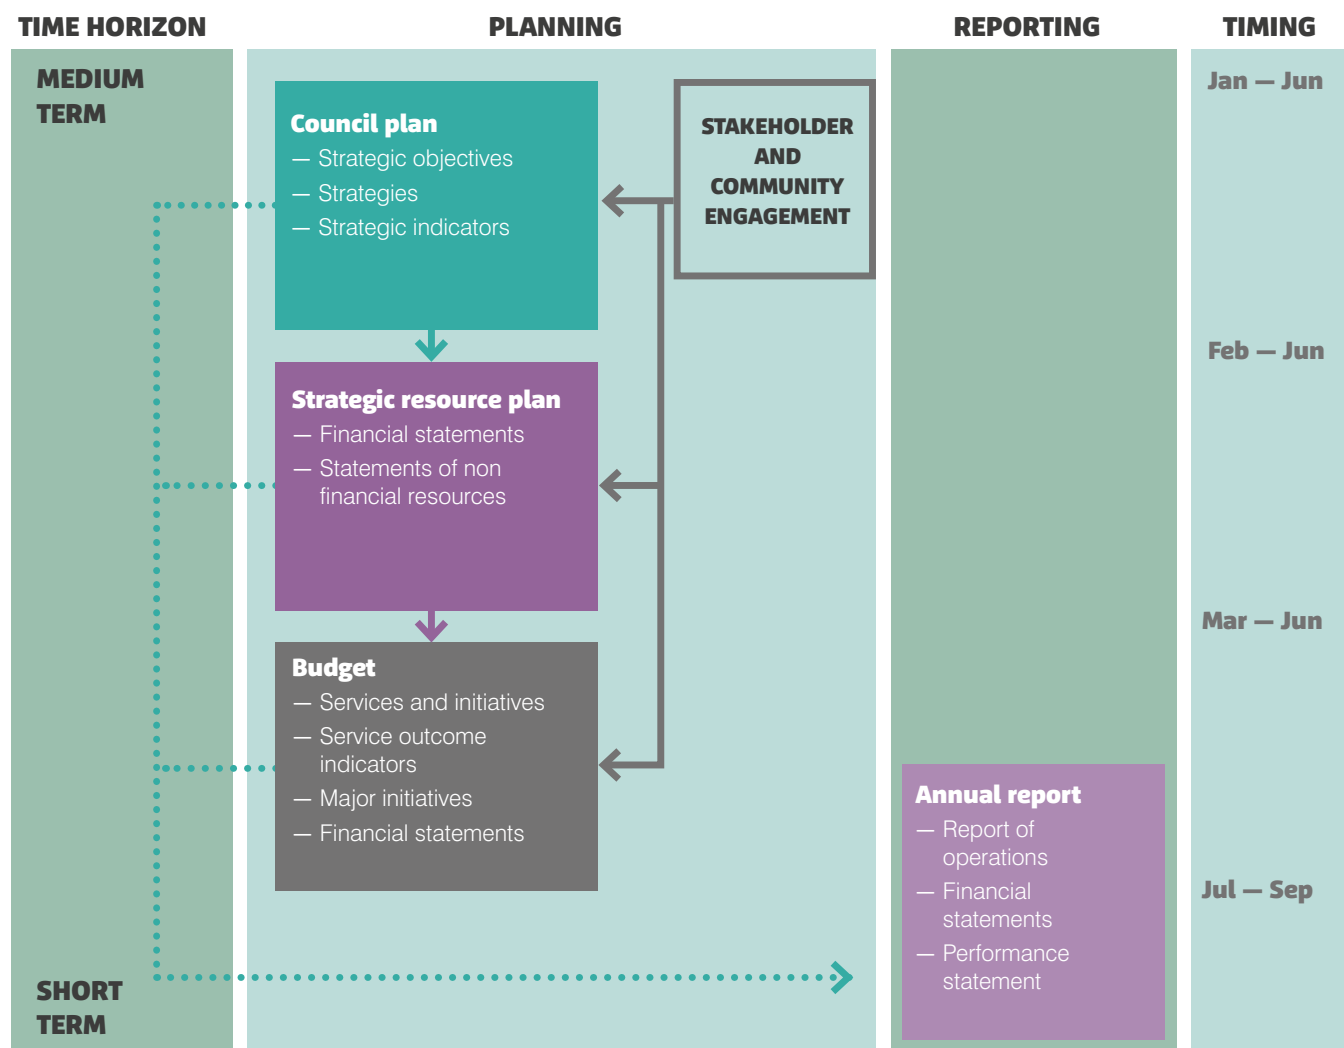 TIME HORIZON
PLANNING
REPORTING
TIMING
MEDIUM
TERM
Council plan
— Strategic objectives
— Strategies
— Strategic indicators
STAKEHOLDER
AND
COMMUNITY
ENGAGEMENT
Strategic resource plan
— Financial statements
— Statements of non
financial resources
Budget
— Services and initiatives
— Service outcome
indicators
— Major initiatives
— Financial statements
SHORT
TERM
Annual report
— Report of
operations
— Financial
statements
— Performance
statement
Jan — Jun
Feb — Jun
Mar — Jun
Jul — Sep